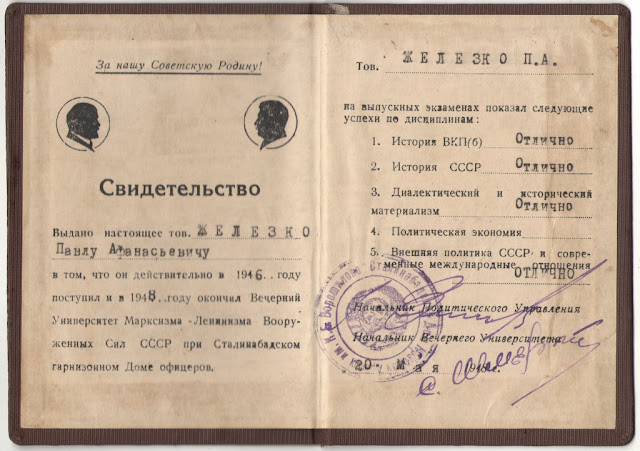 За нашу Советскую Родину!
Свидетельство
Выдано настоящее тов. ЖЕЛЕЗКО
Павлу Афанасьевичу
в том, что он действительно в 1946 . году
поступил и в 1948. . году окончил Вечерний
Университет Марксизма-Ленинизма Воору-
женных Сил СССР при Сталинабадском
гарнизонном Доме офицеров.
Тов. ЖЕЛЕЗКО П.А.
на выпускных экзаменах показал следующие
успехи по дисциплинам:
1. История ВКП(б) Отлично
2. История СССР Отлично
3. Диалектический и исторический
материализм Отлично
4. Политическая экономия
5. Внешняя политика СССР и совре-
менные международные отношения
ОТЛИЧНО
Начальник Политического Управления
Начальник Вечернего Университета
20 Мая 1948г.